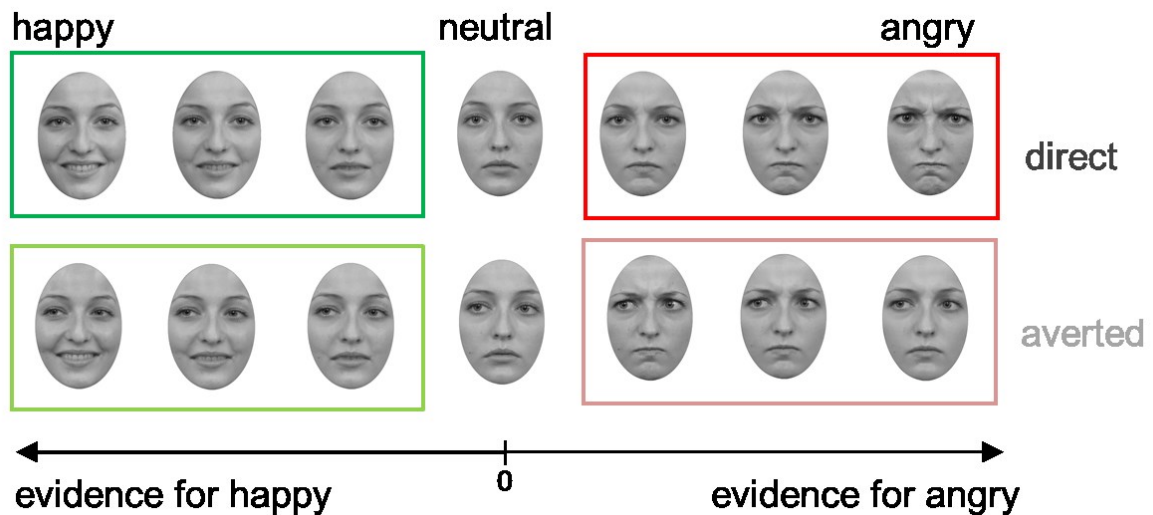 happy neutral angry
direct
averted
0
evidence for happy evidence for angry